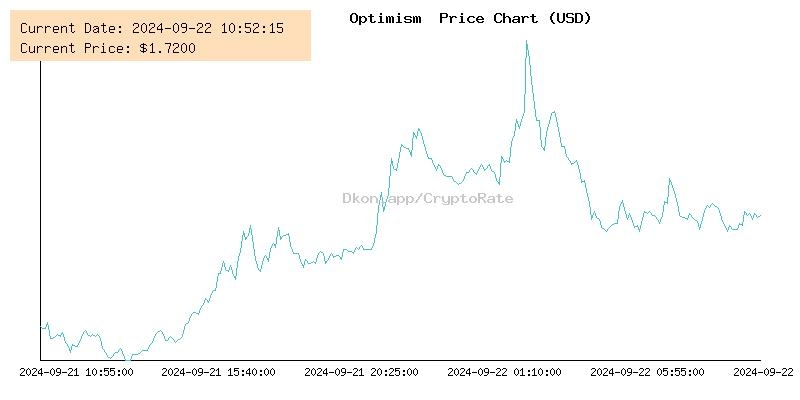 Optimism  Price Chart (USD)
Current Date: 2024-09-22 10:52:15
Current Price: $1.7200
Dkon.app/CryptoRate
2024-09-21 10:55:00 2024-09-21 15:40:00 2024-09-21 20:25:00 2024-09-22 01:10:00 2024-09-22 05:55:00 2024-09-22